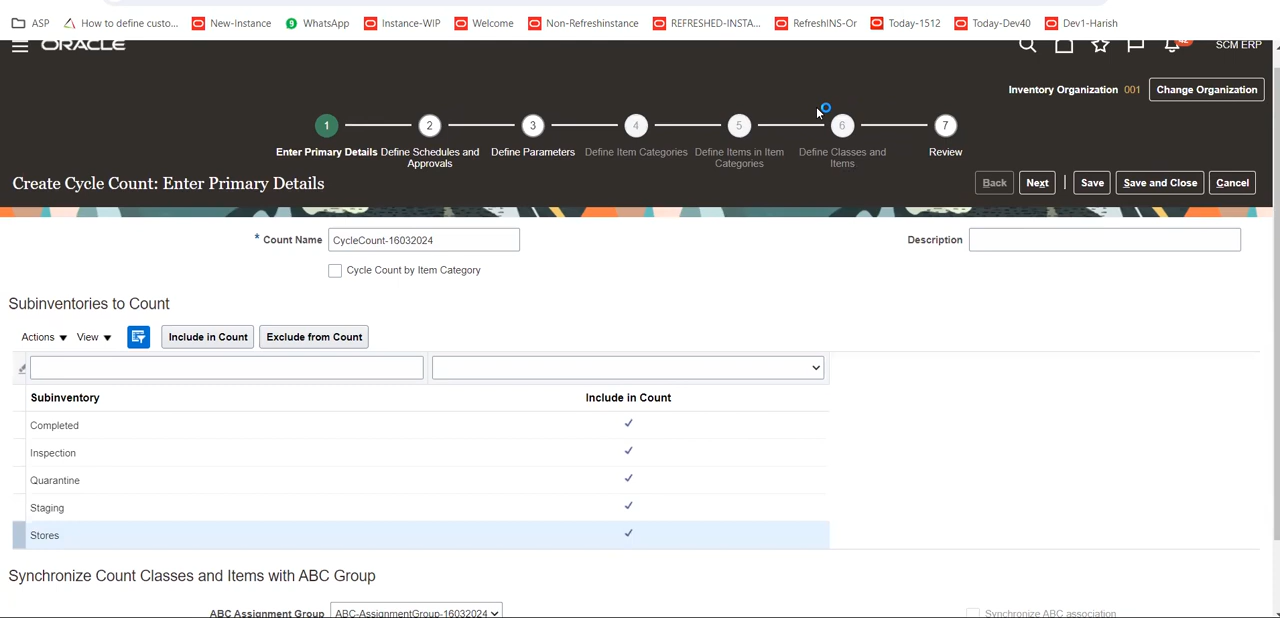 ASP How to define custo... New-Instance WhatsApp Instance-WIP Welcome Non-Refreshinstance REFRESHED-INSTA... RefreshINS-Or Today-1512 Today-Dev40 Dev1-Harish
ORACLE SCM ERP
Inventory Organization 001 Change Organization
1 2 3 4 5 6 7
Enter Primary Details Define Schedules and Define Parameters Define Item Categories Define Items in Item Define Classes and Review
Approvals Categories Items
Create Cycle Count: Enter Primary Details Back Next Save Save and Close Cancel
* Count Name CycleCount-16032024 Description
Cycle Count by Item Category
Subinventories to Count
Actions View Include in Count Exclude from Count
Subinventory Include in Count
Completed
Inspection
Quarantine
Staging
Stores
Synchronize Count Classes and Items with ABC Group
ABC Assignment Group ABC-AssignmentGroup-16032024 Synchronize ABC association